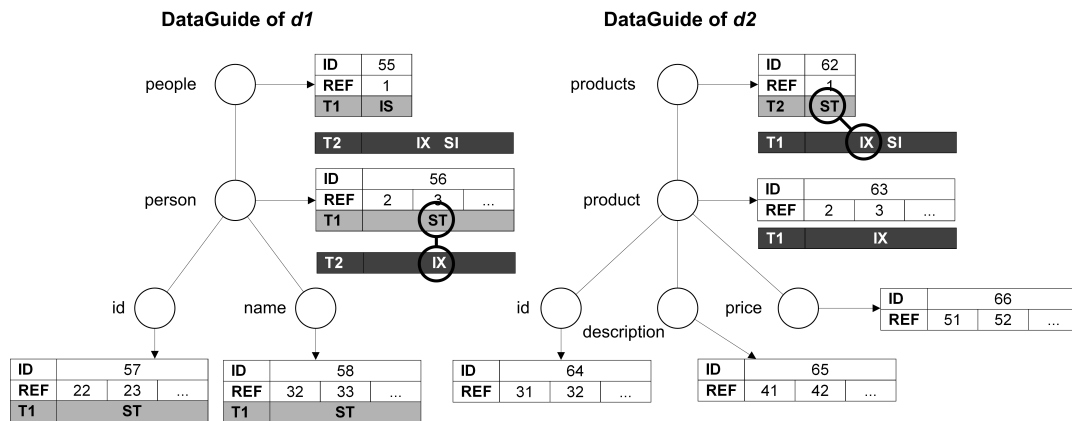 DataGuide of d1
people
ID 55
REF 1
T1 IS
T2 IX SI
person
ID 56
REF 2 3 ...
T1 ST
T2 IX
id
name
ID 57
REF 22 23 ...
T1 ST
ID 58
REF 32 33 ...
T1 ST
DataGuide of d2
products
ID 62
REF 1
T2 ST
T1 IX SI
product
ID 63
REF 2 3 ...
T1 IX
id
description
price
ID 66
REF 51 52 ...
ID 64
REF 31 32 ...
ID 65
REF 41 42 ...